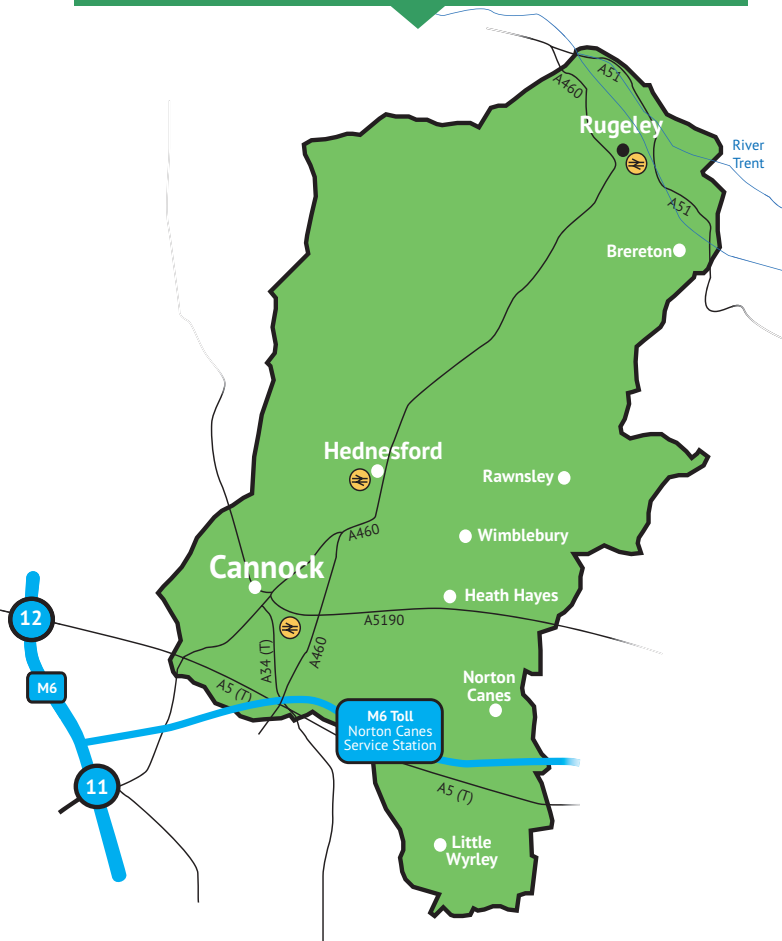 A51
A460
Rugeley
River
Trent
A51
Brereton
Hednesford
Rawnsley
A460
Wimblebury
Cannock
Heath Hayes
12
A5190
A34 (T)
A460
M6
A5 (T)
Norton
Canes
M6 Toll
Norton Canes
Service Station
11
A5 (T)
Little
Wyrley